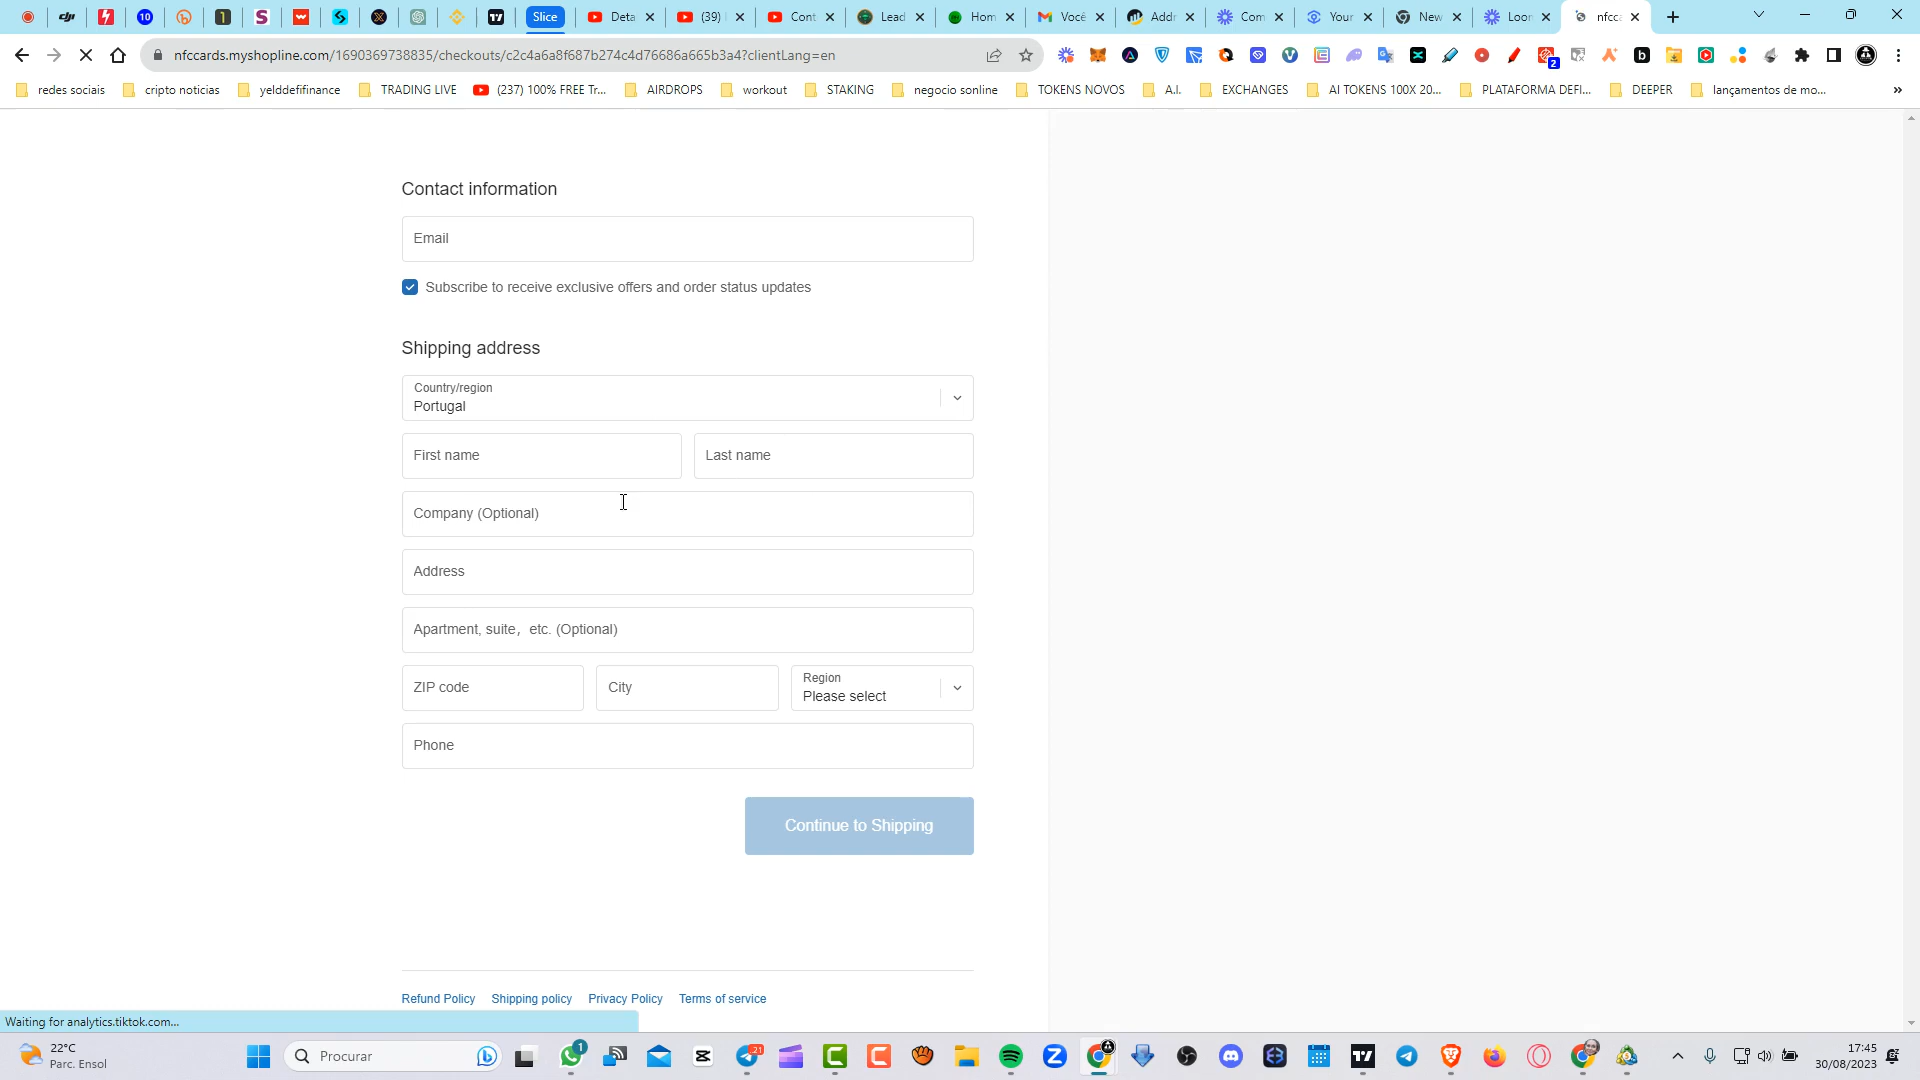 Slice
Deta
(39)
Cont
Lead
Hom
Você
Addr
Com
Your
New
Loon
nfcc
nfccards.myshopline.com/1690369738835/checkouts/c2c4a6a8f687b274c4d76686a665b3a4?clientLang=en
redes sociais
cripto noticias
yelddefifinance
TRADING LIVE
(237) 100% FREE Tr...
AIRDROPS
workout
STAKING
negocio sonline
TOKENS NOVOS
A.I.
EXCHANGES
AI TOKENS 100X 20...
PLATAFORMA DEFI...
DEEPER
lançamentos de mo...
Contact information
Email
Subscribe to receive exclusive offers and order status updates
Shipping address
Country/region
Portugal
First name
Last name
Company (Optional)
Address
Apartment, suite，etc. (Optional)
ZIP code
City
Region
Please select
Phone
Continue to Shipping
Refund Policy
Shipping policy
Privacy Policy
Terms of service
Waiting for analytics.tiktok.com...
22°C
Parc. Ensol
Procurar
1
21
17:45
30/08/2023